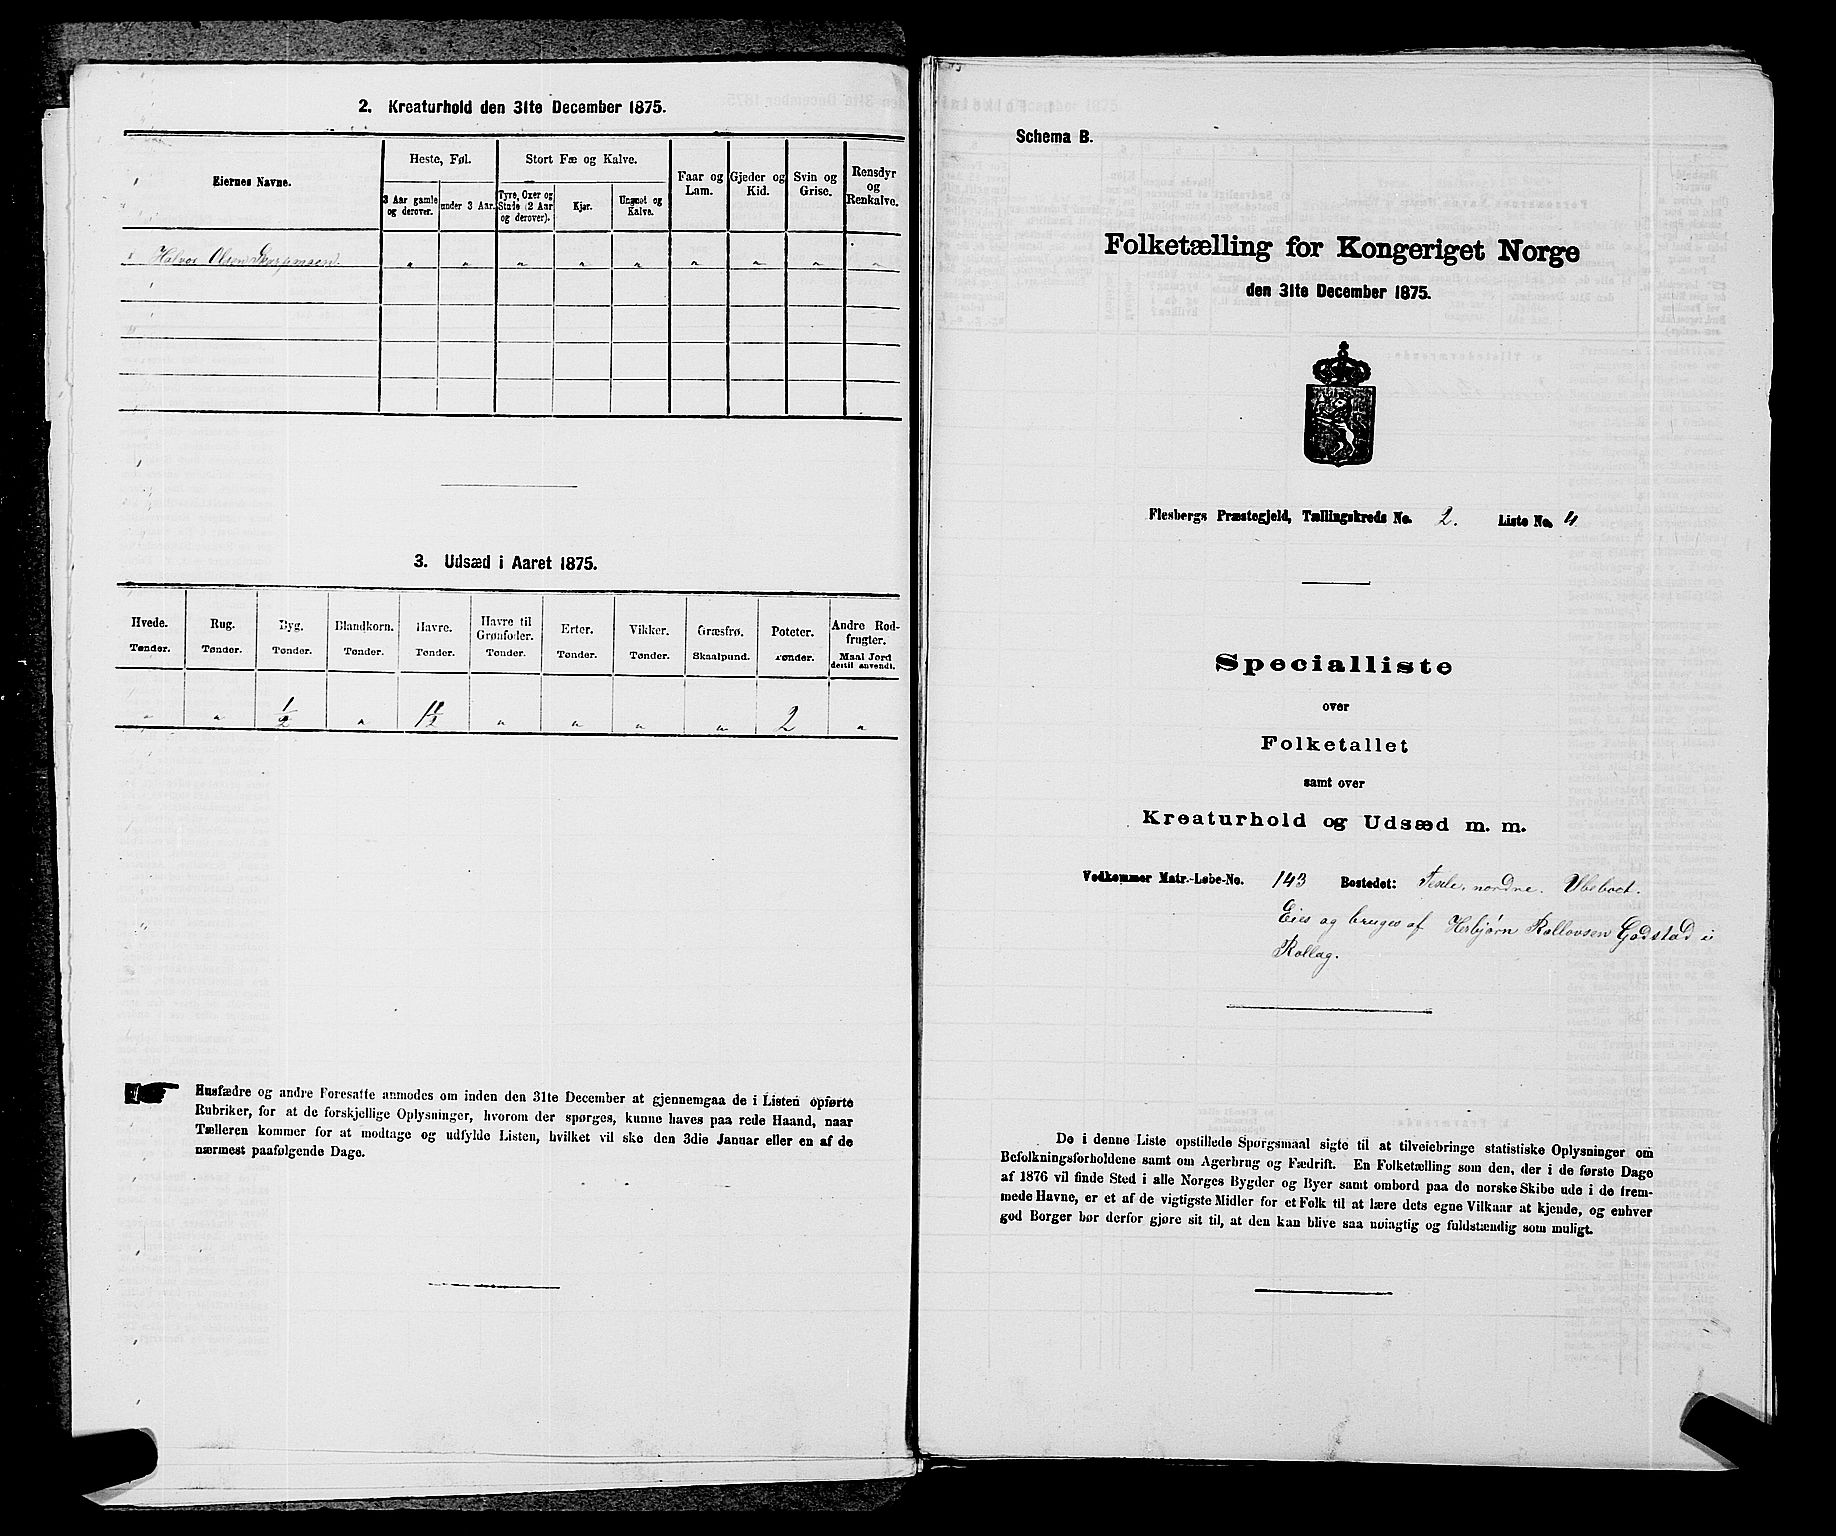 2. Kreaturhold den 31te December 1875.
Eiernes Navne.
Heste, Føl.
Stort Fæ og Kalve.
Faar og Lam.
Gjeder og Kid.
Svin og Grise.
Rensdyr og Renkalve.
3 Aar gamle og derover.
under 3 Aar.
Tyre, Oxer og Stude (2 Aar og derover).
Kjør.
Ungnøt og Kalve.
Halvor Olsen
" " " " " " " " "
3. Udsæd i Aaret 1875.
Hvede. Rug. Byg. Blandkorn. Havre. Havre til Grønfoder. Erter. Vikker. Græsfrø. Poteter. Andre Rodfrugter.
Tønder. Tønder. Tønder. Tønder. Tønder. Tønder. Tønder. Tønder. Skaalpund. Tønder. Maal Jord dertil anvendt.
" " 1/2 " 1 1/2 " " " " 2 "
Husfædre og andre Foresatte anmodes om inden den 31te December at gjennemgaa de i Listen opførte
Rubriker, for at de forskjellige Oplysninger, hvorom der spørges, kunne haves paa rede Haand, naar
Tælleren kommer for at modtage og udfylde Listen, hvilket vil ske den 3die Januar eller en af de
nærmest paafølgende Dage.
Schema B.
Folketælling for Kongeriget Norge
den 31te December 1875.
Flesbergs Præstegjeld, Tællingskreds No. 2. Liste No. 4
Specialliste
over
Folketallet
samt over
Kreaturhold og Udsæd m. m.
Vedkommer Matr.-Løbe-No. 143 Bostedet: nordre. Ubeboet.
Eies og bruges af Herbjørn Rollovsen Godstad i
Rollag.
De i denne Liste opstillede Spørgsmaal sigte til at tilveiebringe statistiske Oplysninger om
Befolkningsforholdene samt om Agerbrug og Fædrift. En Folketælling som den, der i de første Dage
af 1876 vil finde Sted i alle Norges Bygder og Byer samt ombord paa de norske Skibe ude i de frem-
mede Havne, er et af de vigtigste Midler for et Folk til at lære dets egne Vilkaar at kjende, og enhver
god Borger bør derfor gjøre sit til, at den kan blive saa nøiagtig og fuldstændig som muligt.